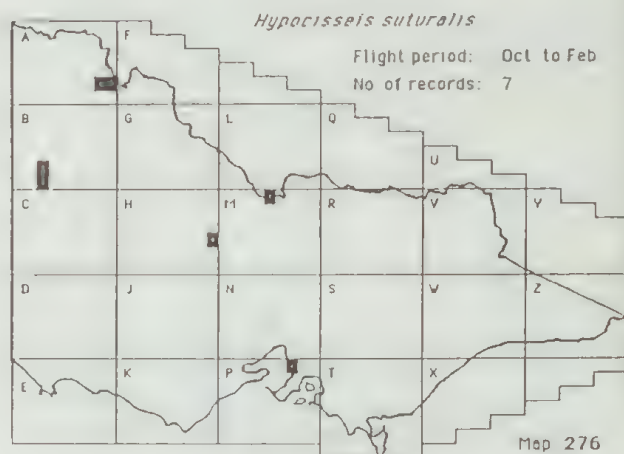 Hypocisseis suturalis
Flight period: Oct to Feb
No of records: 7
A F
B G L Q
U
C H M R V Y
D J N S W Z
E K P T X
Map 276